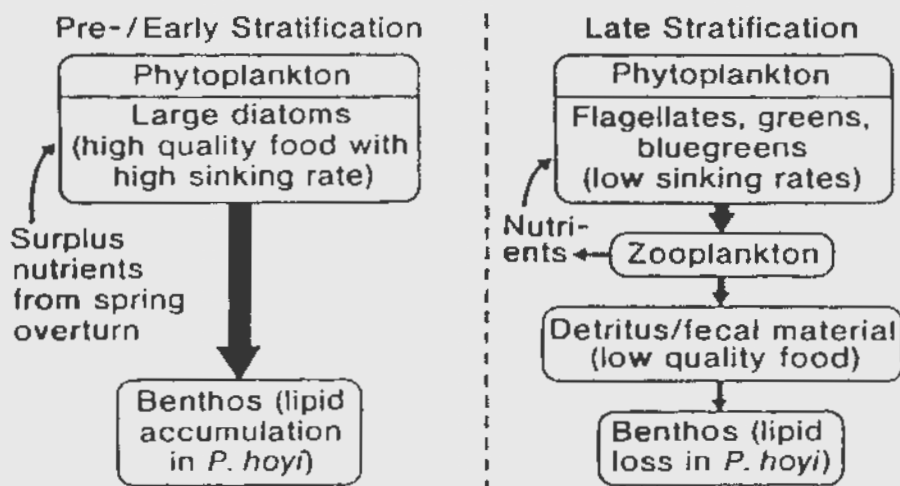 Pre-/Early Stratification
Phytoplankton
Large diatoms
(high quality food with
high sinking rate)
Surplus
nutrients
from spring
overturn
Benthos (lipid
accumulation
in P. hoyi)
Late Stratification
Phytoplankton
Flagellates, greens,
bluegreens
(low sinking rates)
Nutri-
ents
Zooplankton
Detritus/fecal material
(low quality food)
Benthos (lipid
loss in P. hoyi)